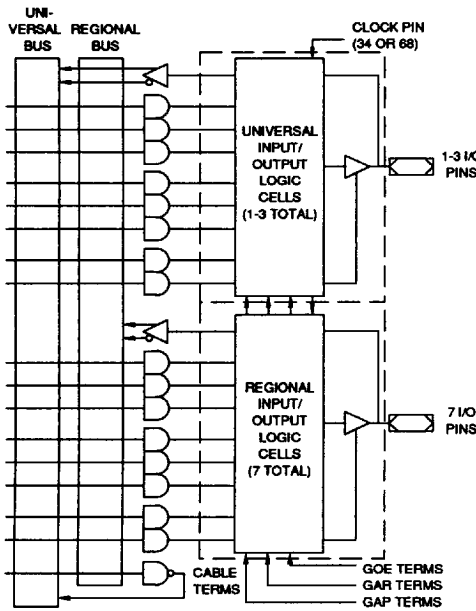 UNI-
VERSAL
BUS
REGIONAL
BUS
CLOCK PIN
(34 OR 68)
UNIVERSAL
INPUT/
OUTPUT
LOGIC
CELLS
(1-3 TOTAL)
1-3 I/O
PINS
REGIONAL
INPUT/
OUTPUT
LOGIC
CELLS
(7 TOTAL)
7 I/O
PINS
CABLE
TERMS
GOE TERMS
GAR TERMS
GAP TERMS